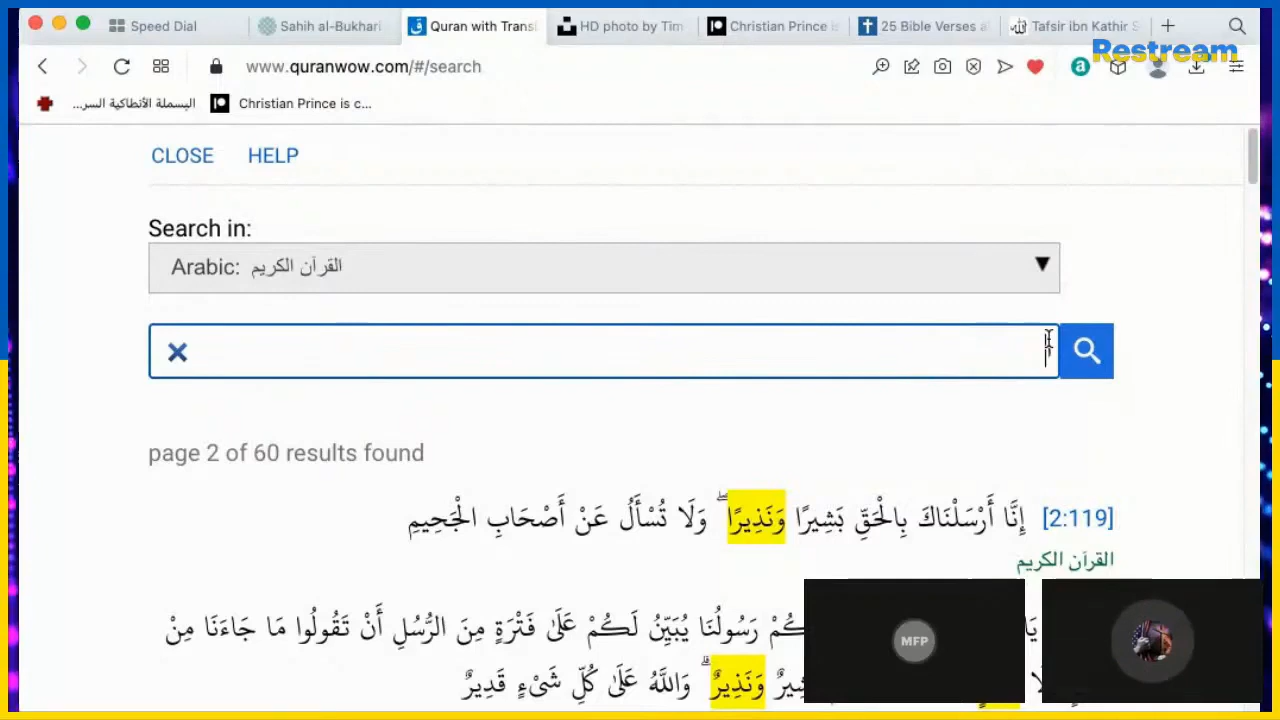 Speed Dial
Sahih al-Bukhari
Quran with Transl
HD photo by Tim
Christian Prince is
25 Bible Verses a
Tafsir ibn Kathir S
Restream
www.quranwow.com/#/search
البسملة الأنطاكية السر...
Christian Prince is c...
CLOSE HELP
Search in:
Arabic: القرآن الكريم
page 2 of 60 results found
[2:119] إِنَّا أَرْسَلْنَاكَ بِالْحَقِّ بَشِيرًا وَنَذِيرًا ۖ وَلَا تُسْأَلُ عَنْ أَصْحَابِ الْجَحِيمِ
القرآن الكريم
رَسُولُنَا يُبَيِّنُ لَكُمْ عَلَىٰ فَتْرَةٍ مِنَ الرُّسُلِ أَنْ تَقُولُوا مَا جَاءَنَا مِنْ
وَنَذِيرٌ ۗ وَاللَّهُ عَلَىٰ كُلِّ شَيْءٍ قَدِيرٌ
MFP